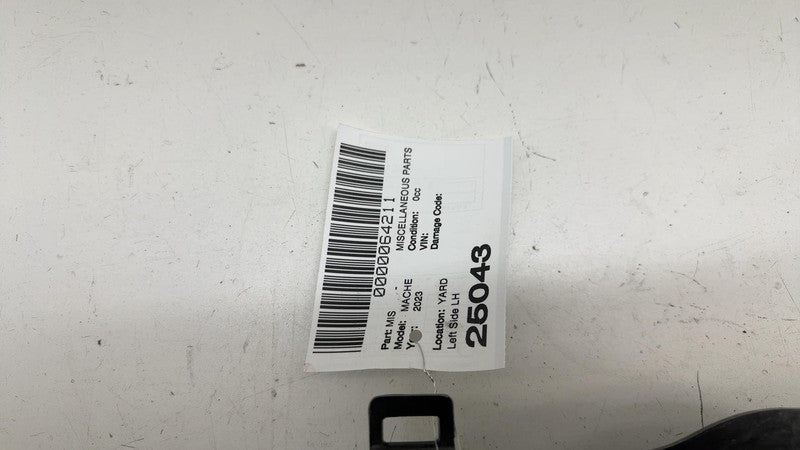 0000064211
Part: MIS - MISCELLANEOUS PARTS
Model: MACHE Condition: 0cc
2023 VIN:
Damage Code:
Location: YARD
Left Side LH
25043